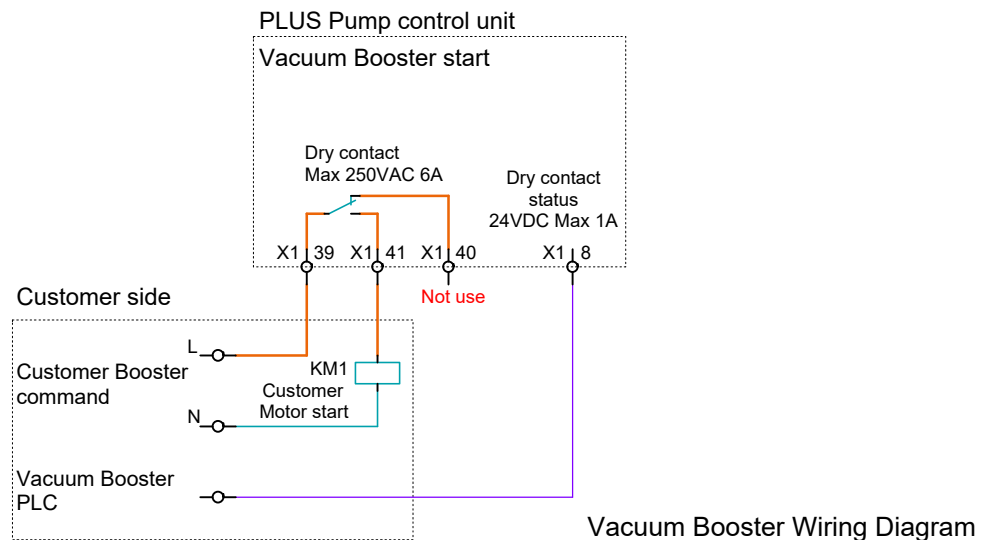 PLUS Pump control unit
Vacuum Booster start
Dry contact
Max 250VAC 6A
Dry contact
status
24VDC Max 1A
X1 39 X1 41 X1 40 X1 8
Not use
Customer side
L
Customer Booster
command
KM1
Customer
Motor start
N
Vacuum Booster
PLC
Vacuum Booster Wiring Diagram